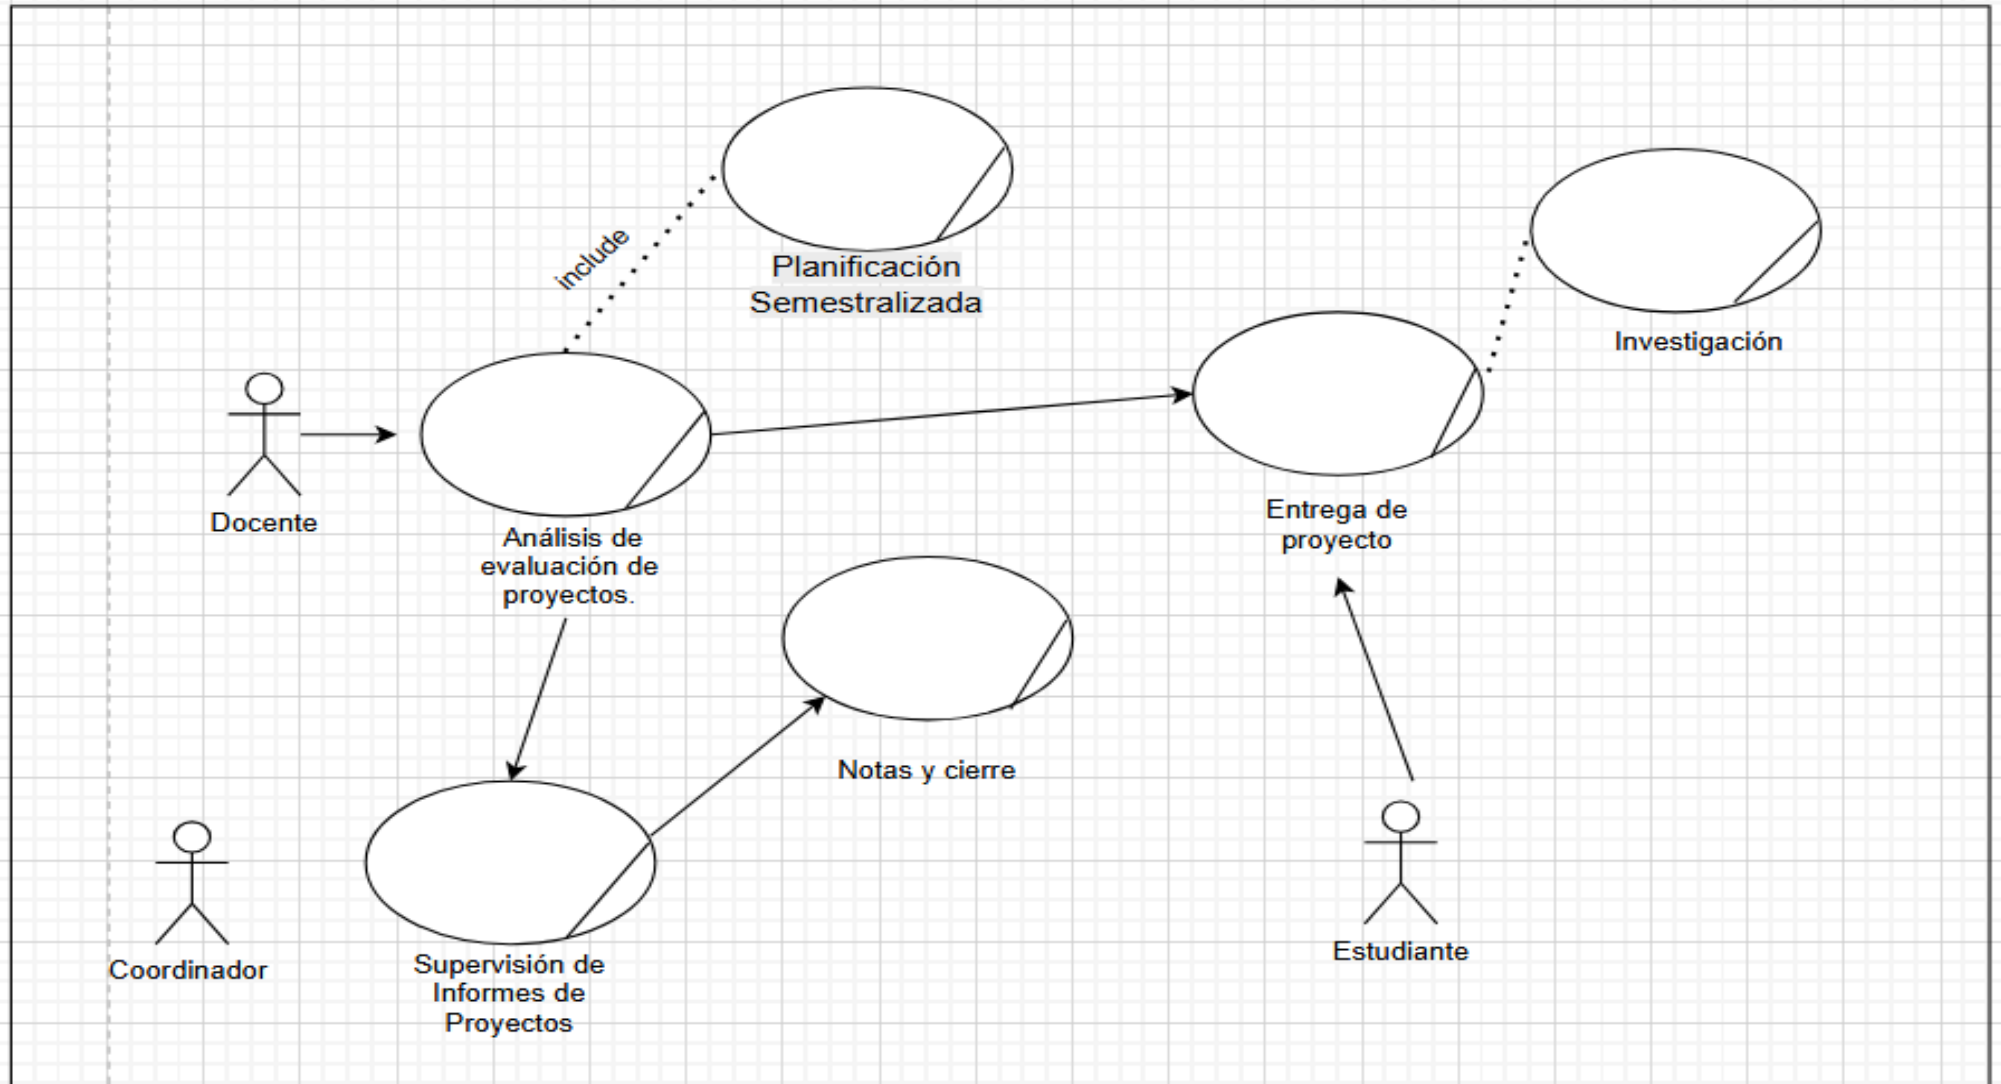 include
Planificación
Semestralizada
Investigación
Docente
Análisis de
evaluación de
proyectos.
Entrega de
proyecto
Notas y cierre
Coordinador
Supervisión de
Informes de
Proyectos
Estudiante